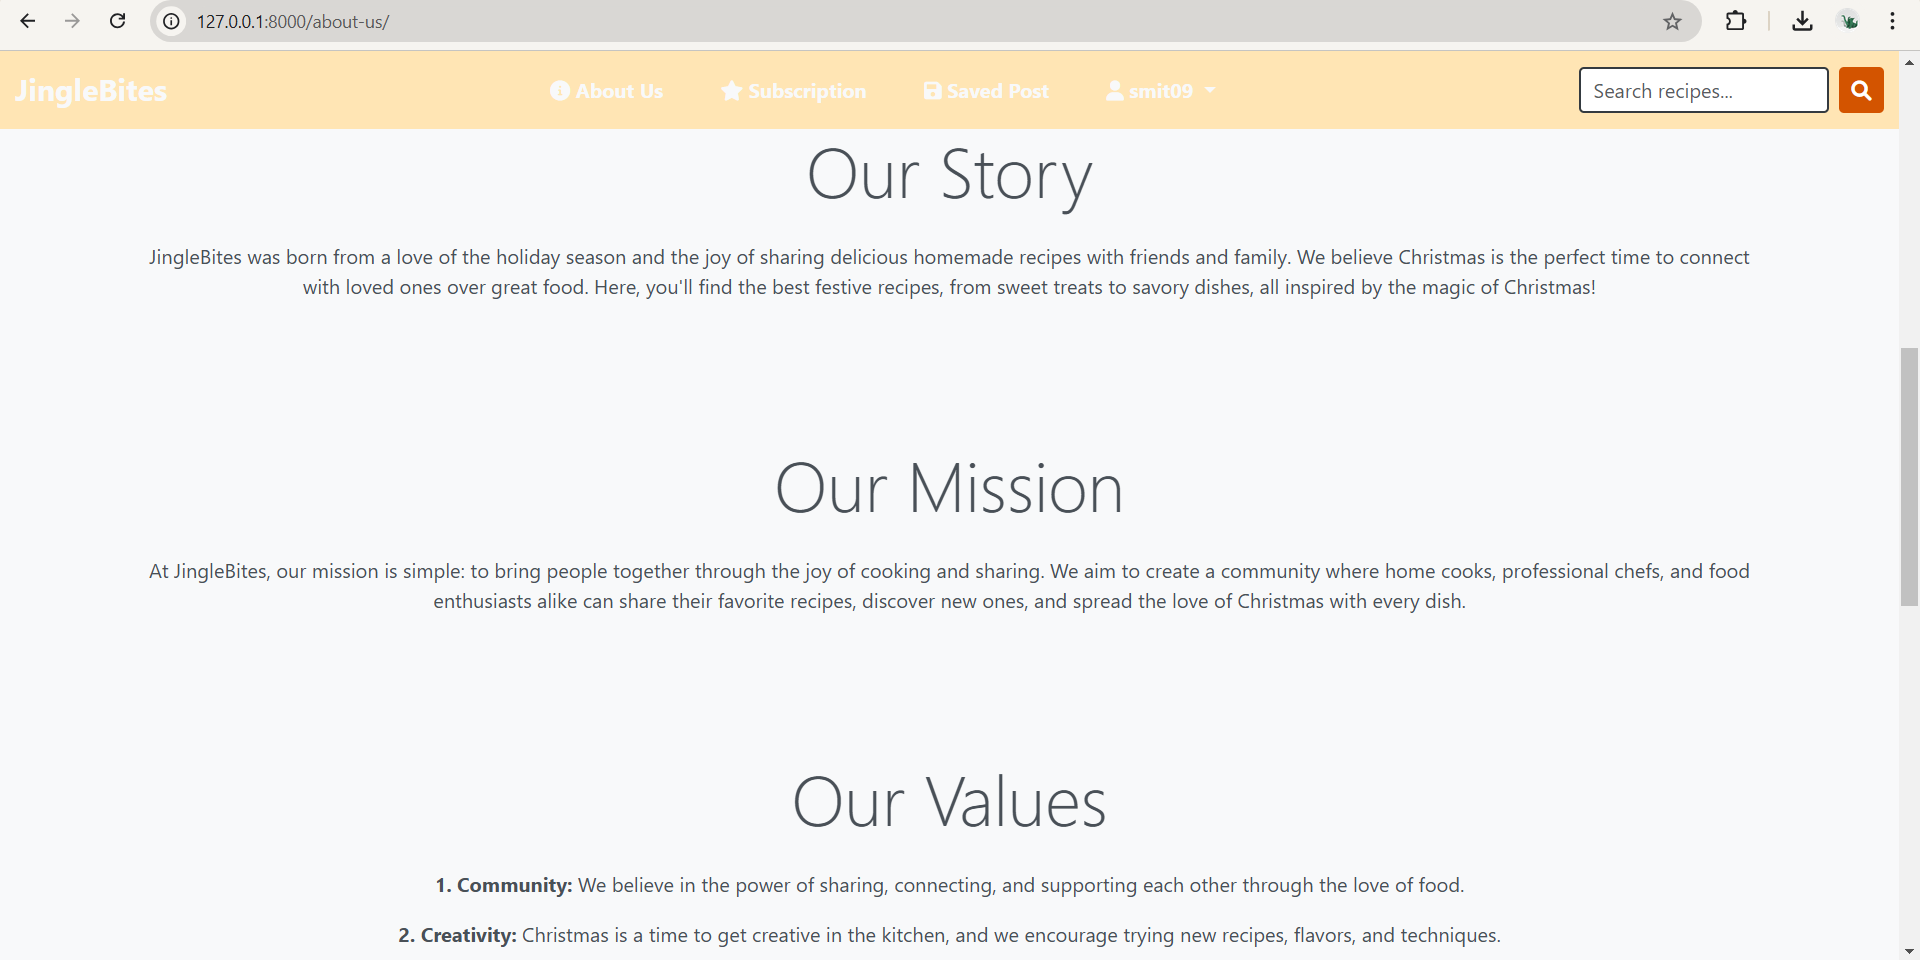 127.0.0.1:8000/about-us/
JingleBites
About Us
Subscription
Saved Post
smit09
Search recipes...
Our Story
JingleBites was born from a love of the holiday season and the joy of sharing delicious homemade recipes with friends and family. We believe Christmas is the perfect time to connect
with loved ones over great food. Here, you'll find the best festive recipes, from sweet treats to savory dishes, all inspired by the magic of Christmas!
Our Mission
At JingleBites, our mission is simple: to bring people together through the joy of cooking and sharing. We aim to create a community where home cooks, professional chefs, and food
enthusiasts alike can share their favorite recipes, discover new ones, and spread the love of Christmas with every dish.
Our Values
1. Community: We believe in the power of sharing, connecting, and supporting each other through the love of food.
2. Creativity: Christmas is a time to get creative in the kitchen, and we encourage trying new recipes, flavors, and techniques.